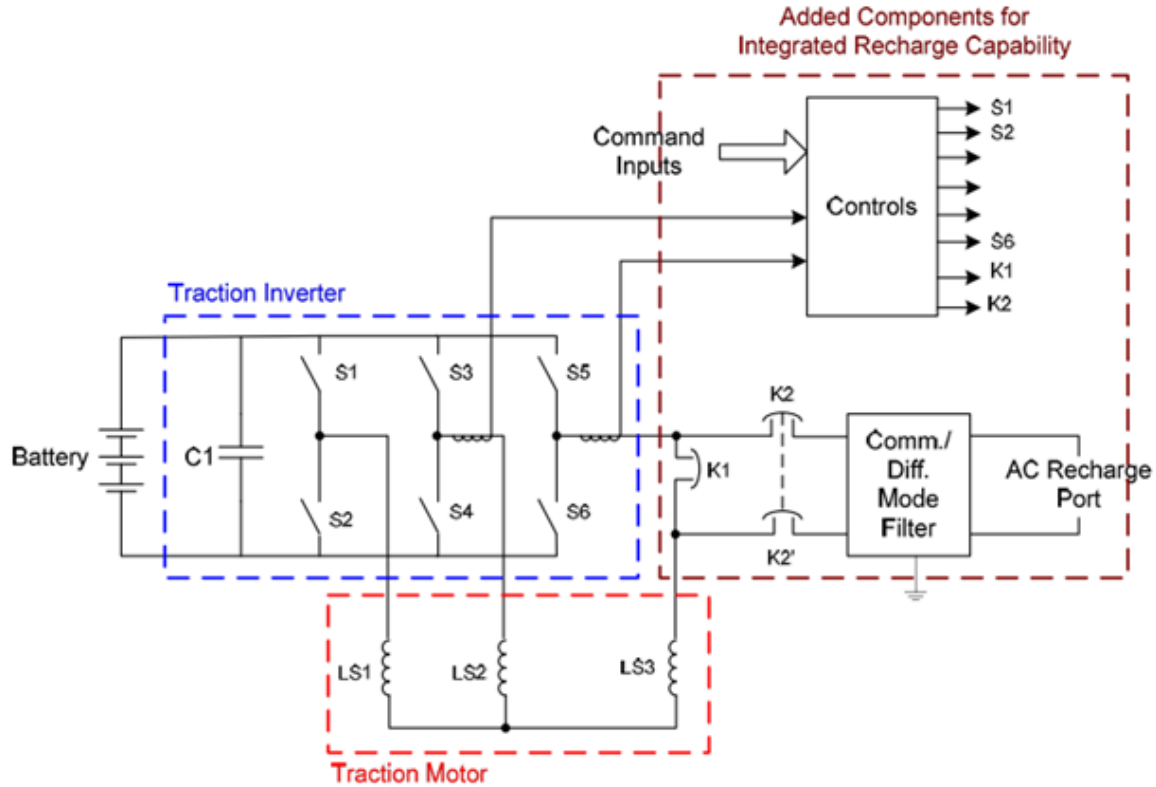 Added Components for
Integrated Recharge Capability
Command
Inputs
Controls
S1
S2
S6
K1
K2
Traction Inverter
S1
S3
S5
K2
Battery
C1
K1
Comm./
Diff.
Mode
Filter
AC Recharge
Port
S2
S4
S6
K2'
LS1
LS2
LS3
Traction Motor